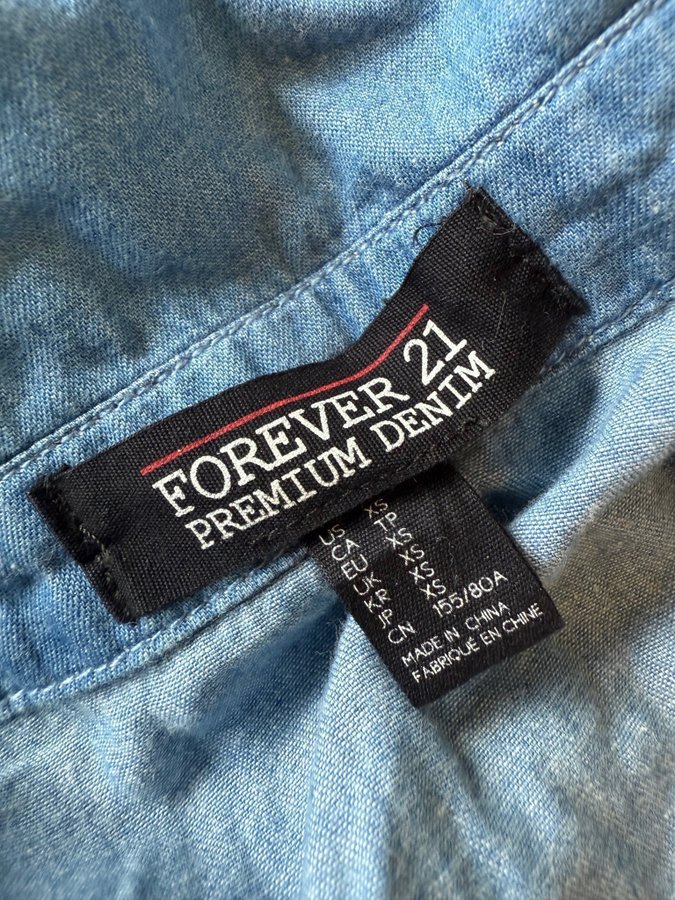 FOREVER 21
PREMIUM DENIM
US XS
CA TP
EU XS
UK XS
KR XS
JP XS
CN 155/80A
MADE IN CHINA
FABRIQUÉ EN CHINE